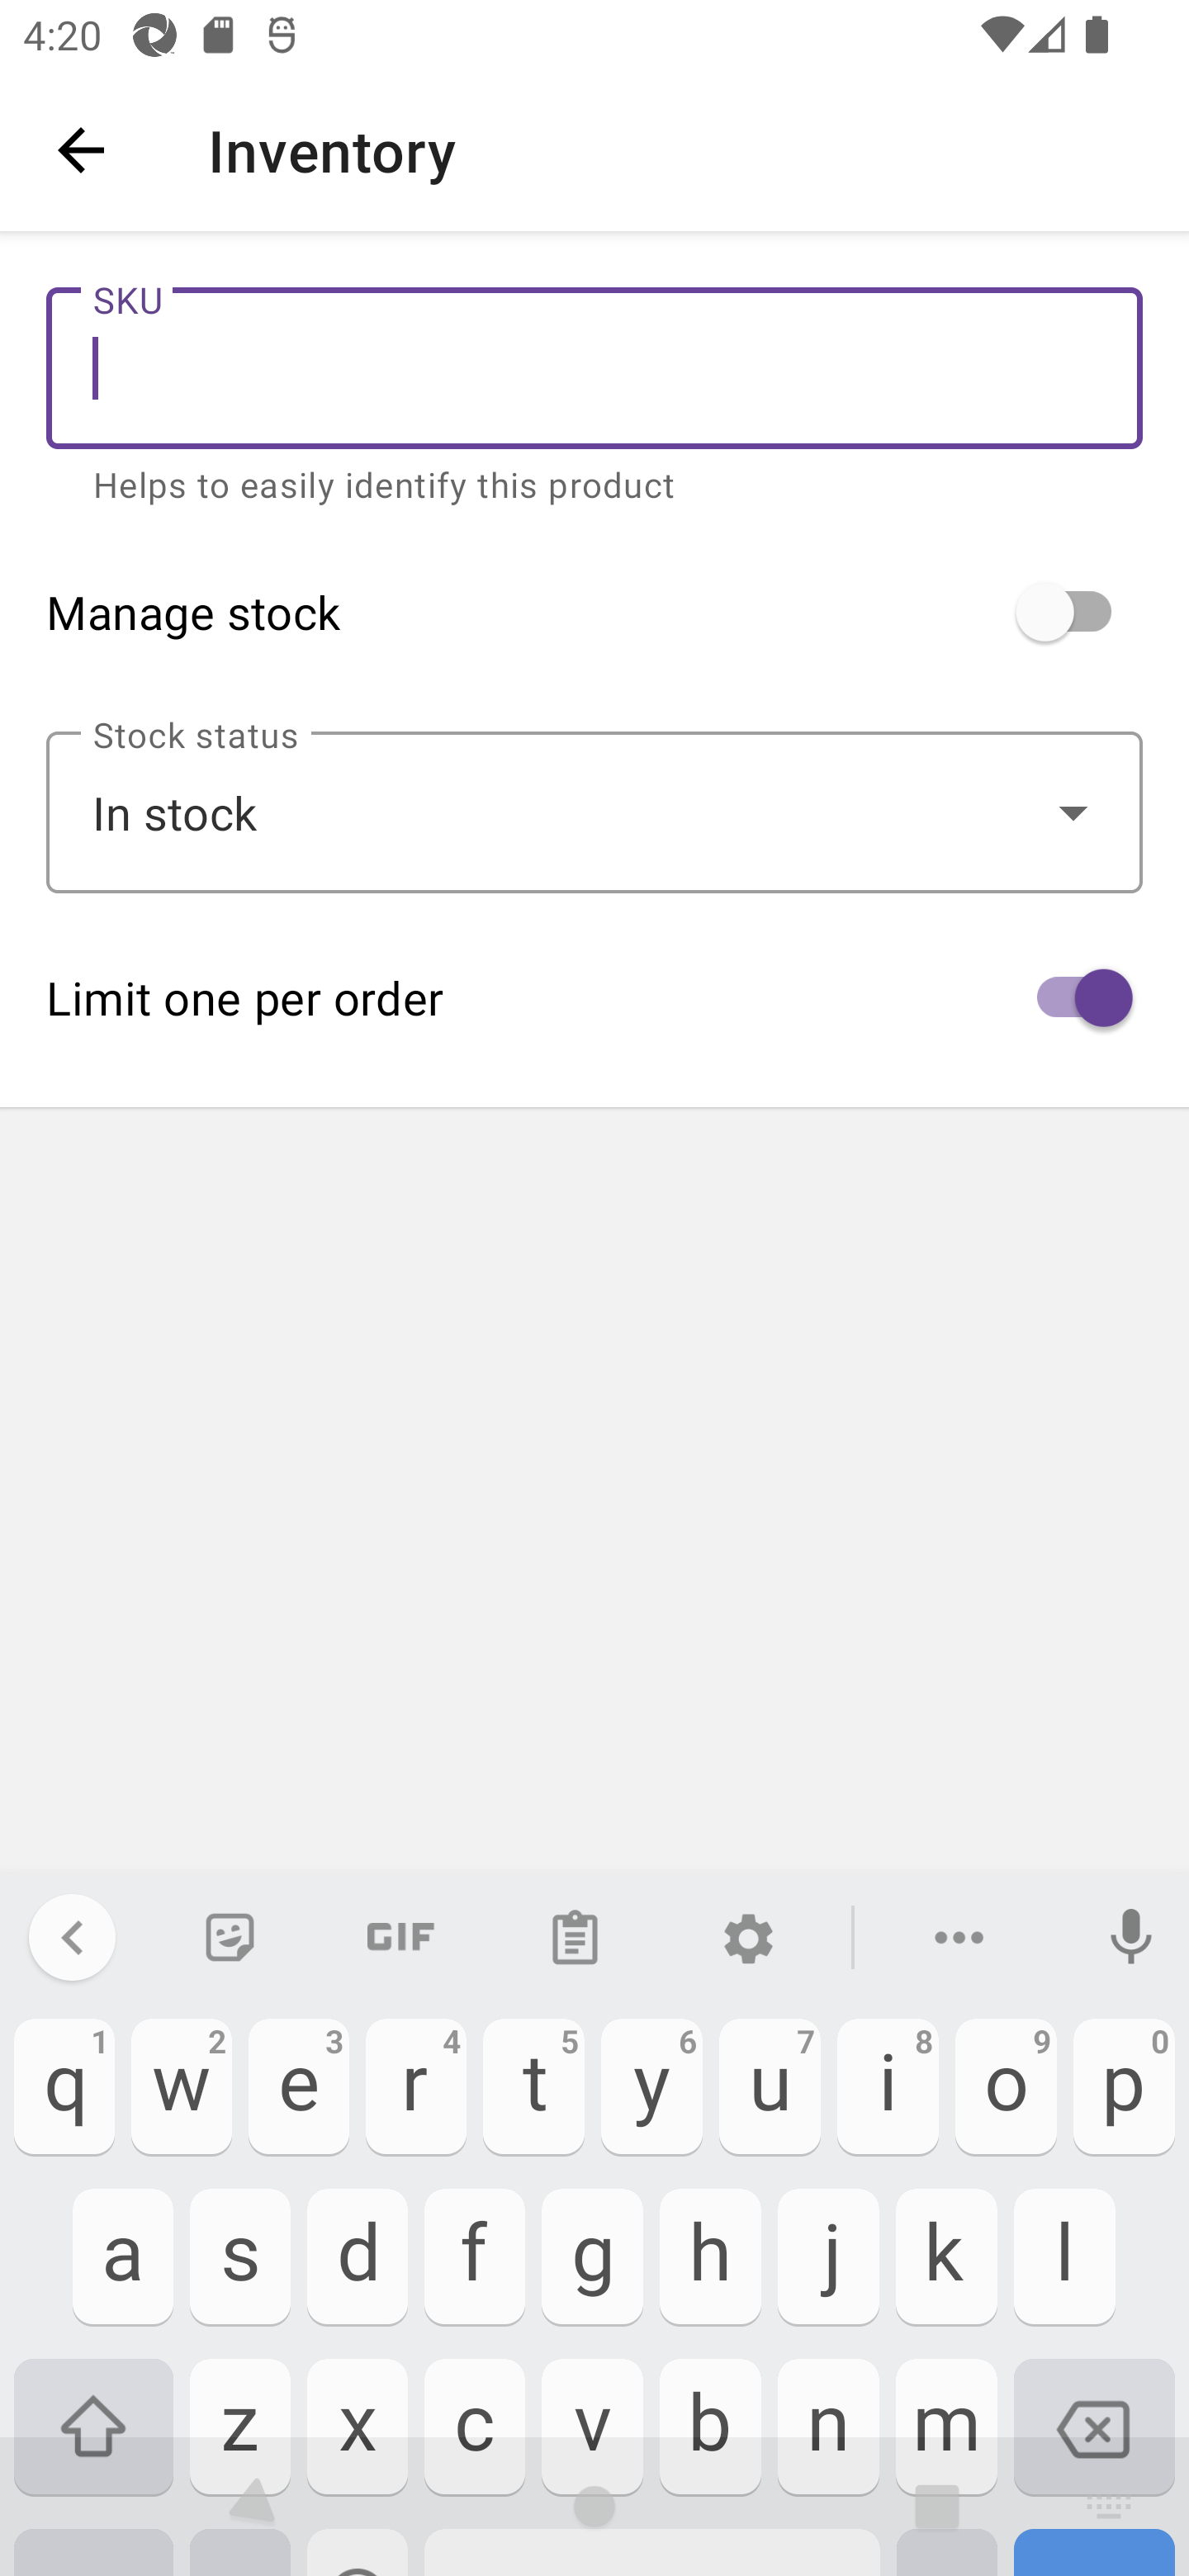 4:20
Inventory
SKU
Helps to easily identify this product
Manage stock
Stock status
In stock
Limit one per order
GIF
1 2 3 4 5 6 7 8 9 0
q w e r t y u i o p
a s d f g h j k l
z x c v b n m